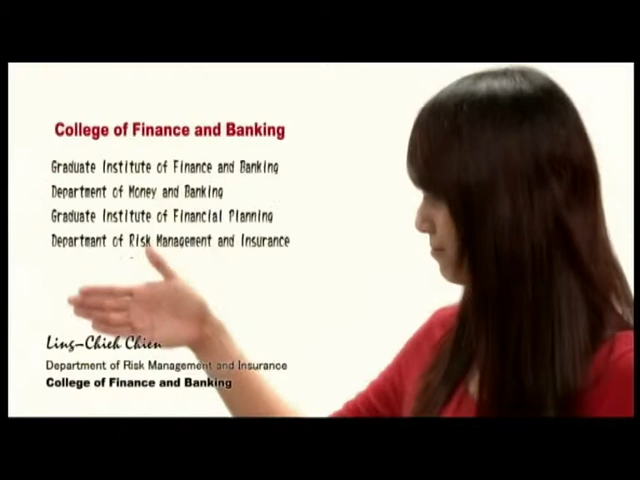 College of Finance and Banking
Graduate Institute of Finance and Banking
Department of Money and Banking
Graduate Institute of Financial Planning
Departmant of Risk Management and Insurance
Ling-Chieh Chien
Department of Risk Management and Insurance
College of Finance and Banking